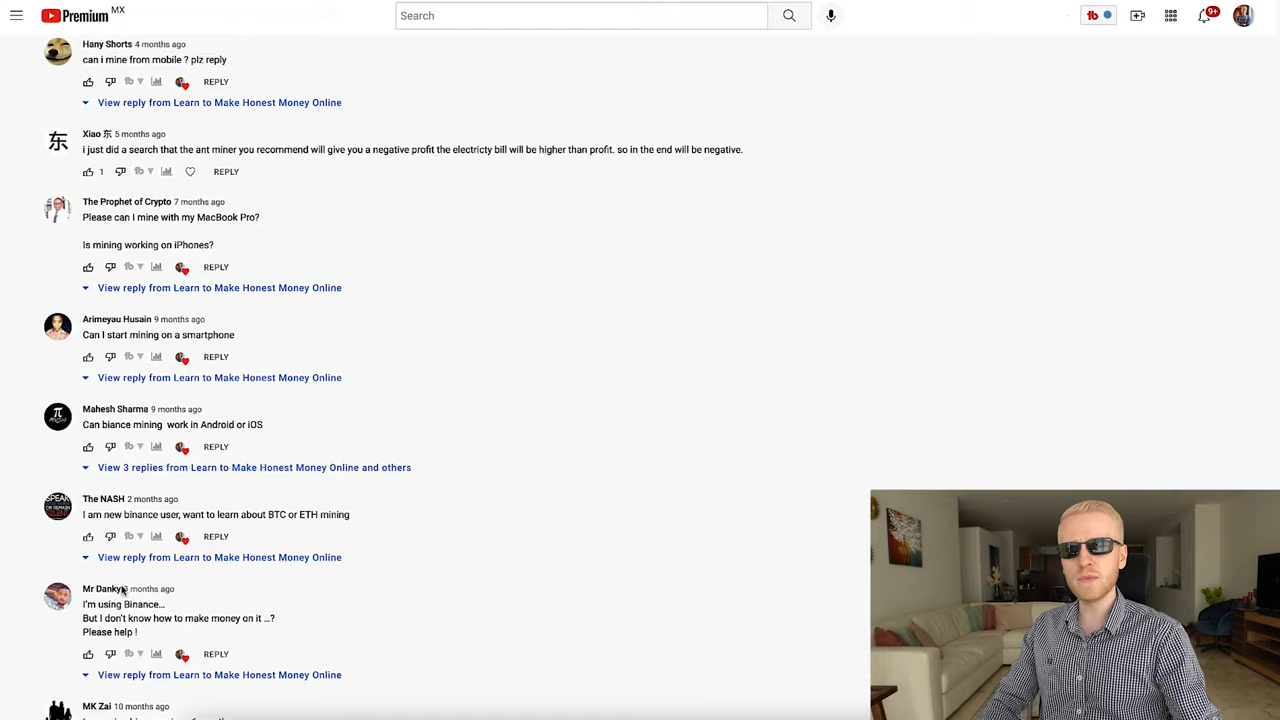 Premium MX
Search
9+
Hany Shorts 4 months ago
can i mine from mobile ? plz reply
REPLY
View reply from Learn to Make Honest Money Online
东
Xiao 东 5 months ago
i just did a search that the ant miner you recommend will give you a negative profit the electricty bill will be higher than profit. so in the end will be negative.
1
REPLY
The Prophet of Crypto 7 months ago
Please can I mine with my MacBook Pro?
Is mining working on iPhones?
REPLY
View reply from Learn to Make Honest Money Online
Arimeyau Husain 9 months ago
Can I start mining on a smartphone
REPLY
View reply from Learn to Make Honest Money Online
Mahesh Sharma 9 months ago
Can biance mining work in Android or iOS
REPLY
View 3 replies from Learn to Make Honest Money Online and others
The NASH 2 months ago
I am new binance user, want to learn about BTC or ETH mining
REPLY
View reply from Learn to Make Honest Money Online
Mr Danky months ago
I'm using Binance...
But I don't know how to make money on it ...?
Please help !
REPLY
View reply from Learn to Make Honest Money Online
MK Zai 10 months ago